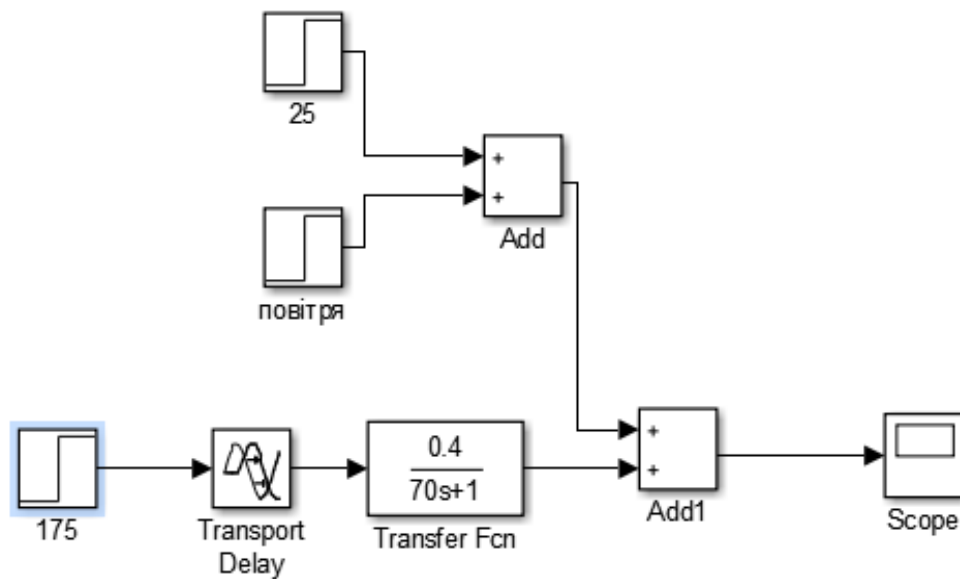 25
+
+
Add
повітря
175
Transport
Delay
0.4
70s+1
Transfer Fcn
+
+
Add1
Scope